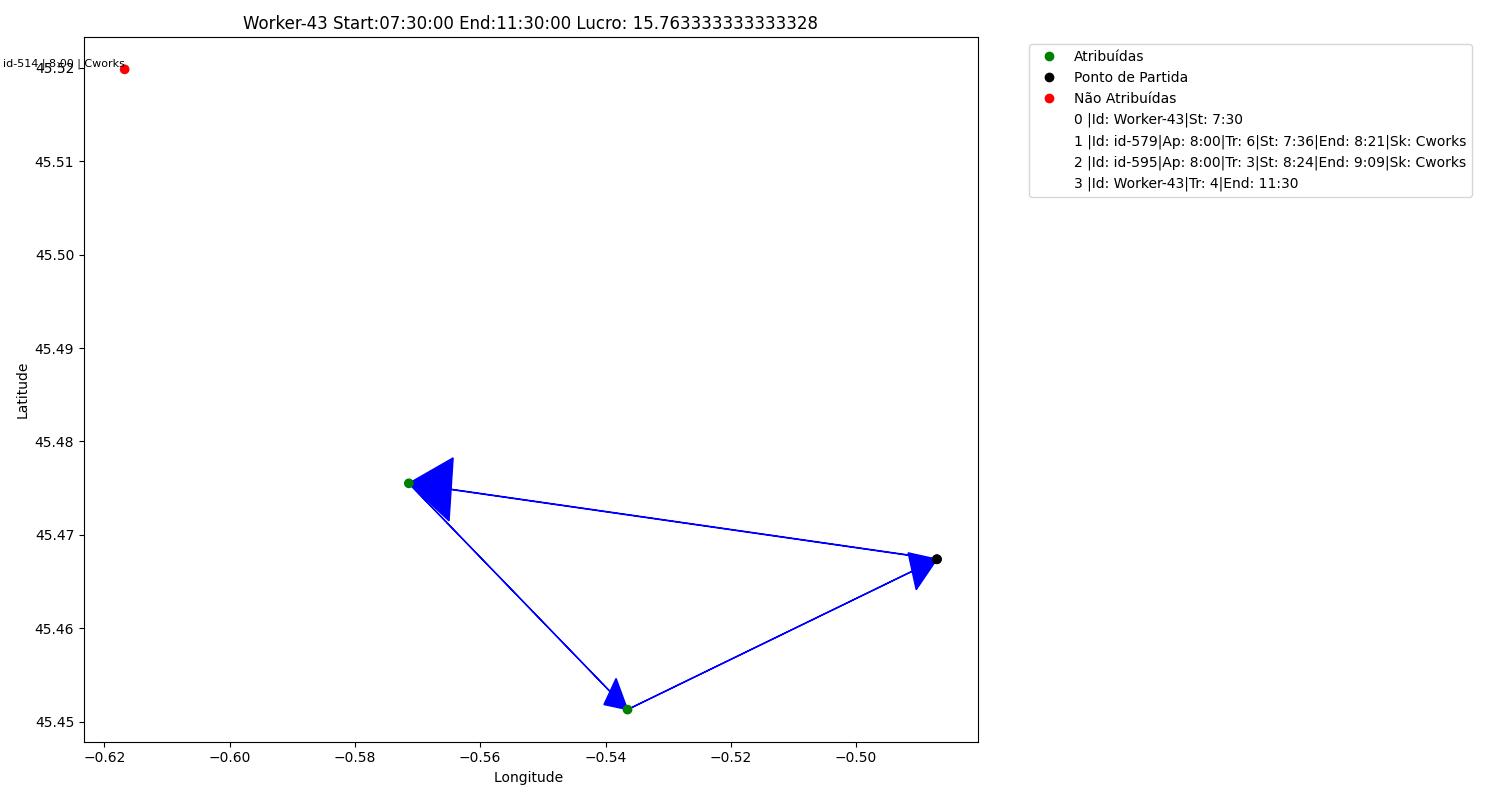 Worker-43 Start:07:30:00 End:11:30:00 Lucro: 15.763333333333328
id-514 | 8:00 | Cworks
45.52
45.51
45.50
45.49
45.48
45.47
45.46
45.45
Latitude
−0.62
−0.60
−0.58
−0.56
−0.54
−0.52
−0.50
Longitude
Atribuídas
Ponto de Partida
Não Atribuídas
0 |Id: Worker-43|St: 7:30
1 |Id: id-579|Ap: 8:00|Tr: 6|St: 7:36|End: 8:21|Sk: Cworks
2 |Id: id-595|Ap: 8:00|Tr: 3|St: 8:24|End: 9:09|Sk: Cworks
3 |Id: Worker-43|Tr: 4|End: 11:30